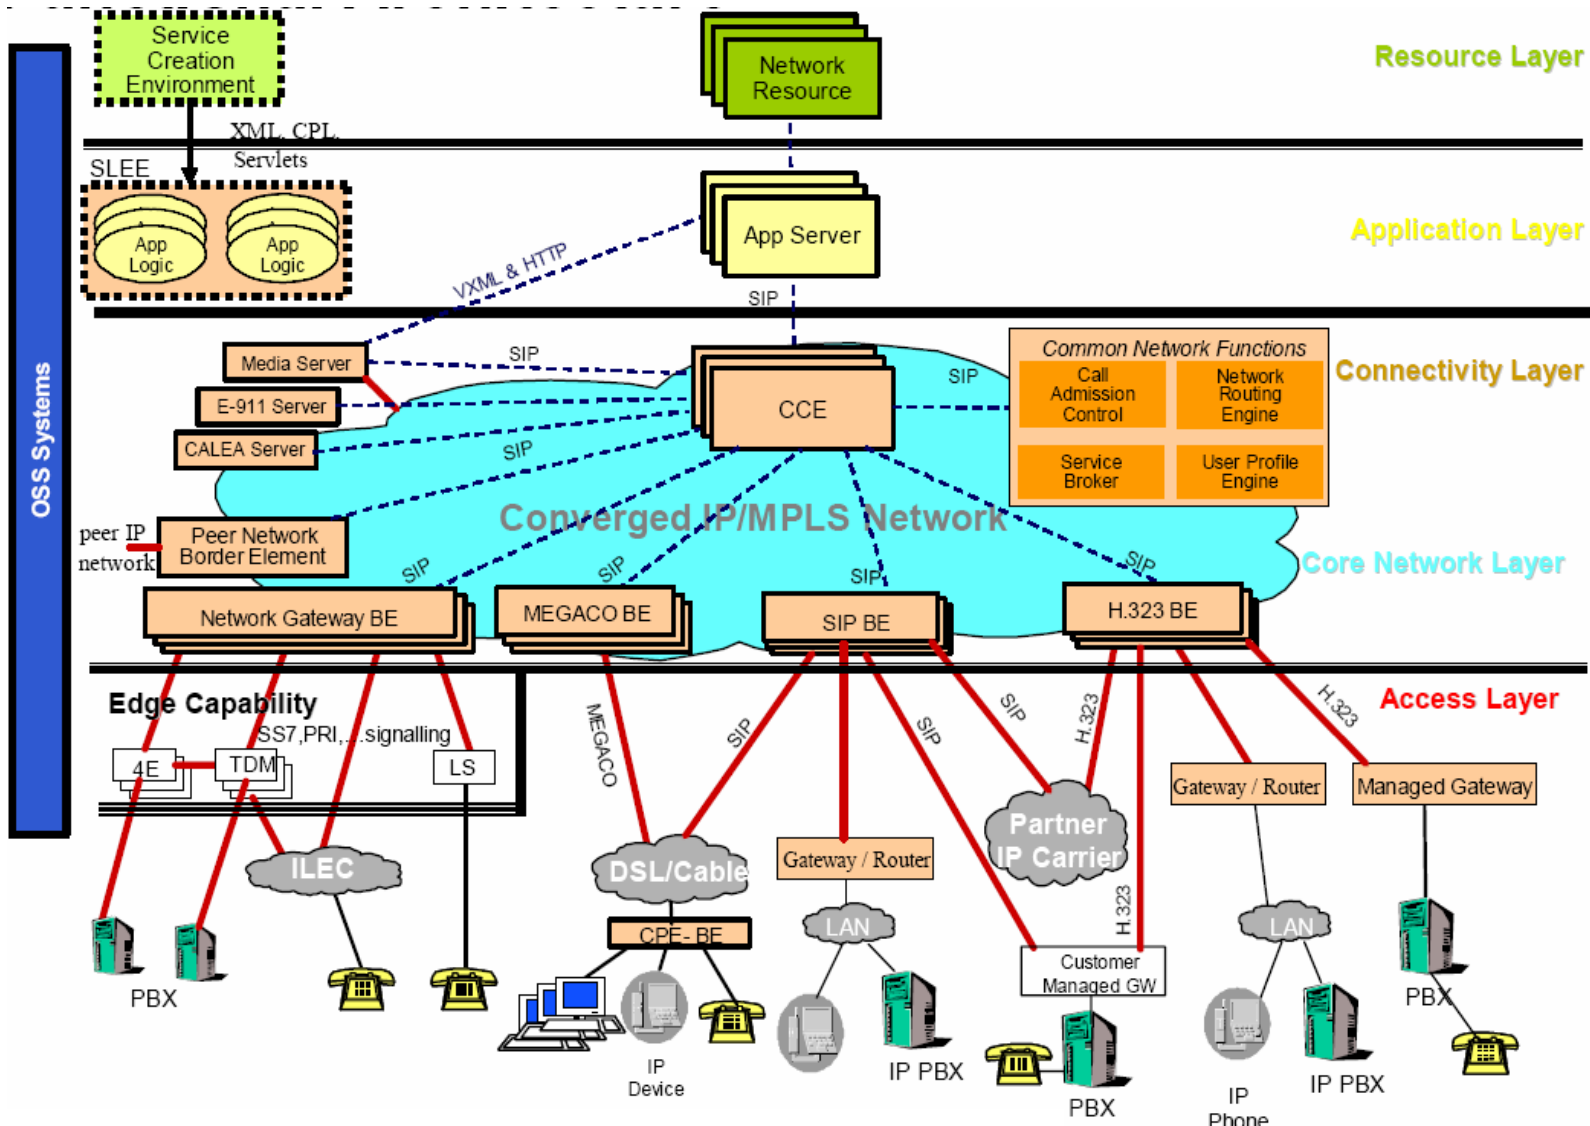 Service
Creation
Environment
Network
Resource
Resource Layer
XML, CPL,
Servlets
SLEE
App
Logic
App
Logic
App Server
Application Layer
VXML & HTTP
SIP
OSS Systems
Media Server
SIP
E-911 Server
CALEA Server
SIP
CCE
SIP
Common Network Functions
Call
Admission
Control
Network
Routing
Engine
Service
Broker
User Profile
Engine
Connectivity Layer
Converged IP/MPLS Network
peer IP
network
Peer Network
Border Element
Core Network Layer
SIP
SIP
SIP
SIP
Network Gateway BE
MEGACO BE
SIP BE
H.323 BE
Edge Capability
SS7,PRI,...signalling
4E
TDM
LS
MEGACO
SIP
SIP
SIP
H.323
H.323
H.323
Access Layer
Gateway / Router
Managed Gateway
Partner
IP Carrier
ILEC
DSL/Cable
Gateway / Router
CPE- BE
LAN
LAN
Customer
Managed GW
PBX
IP
Device
IP PBX
PBX
IP
Phone
IP PBX
PBX